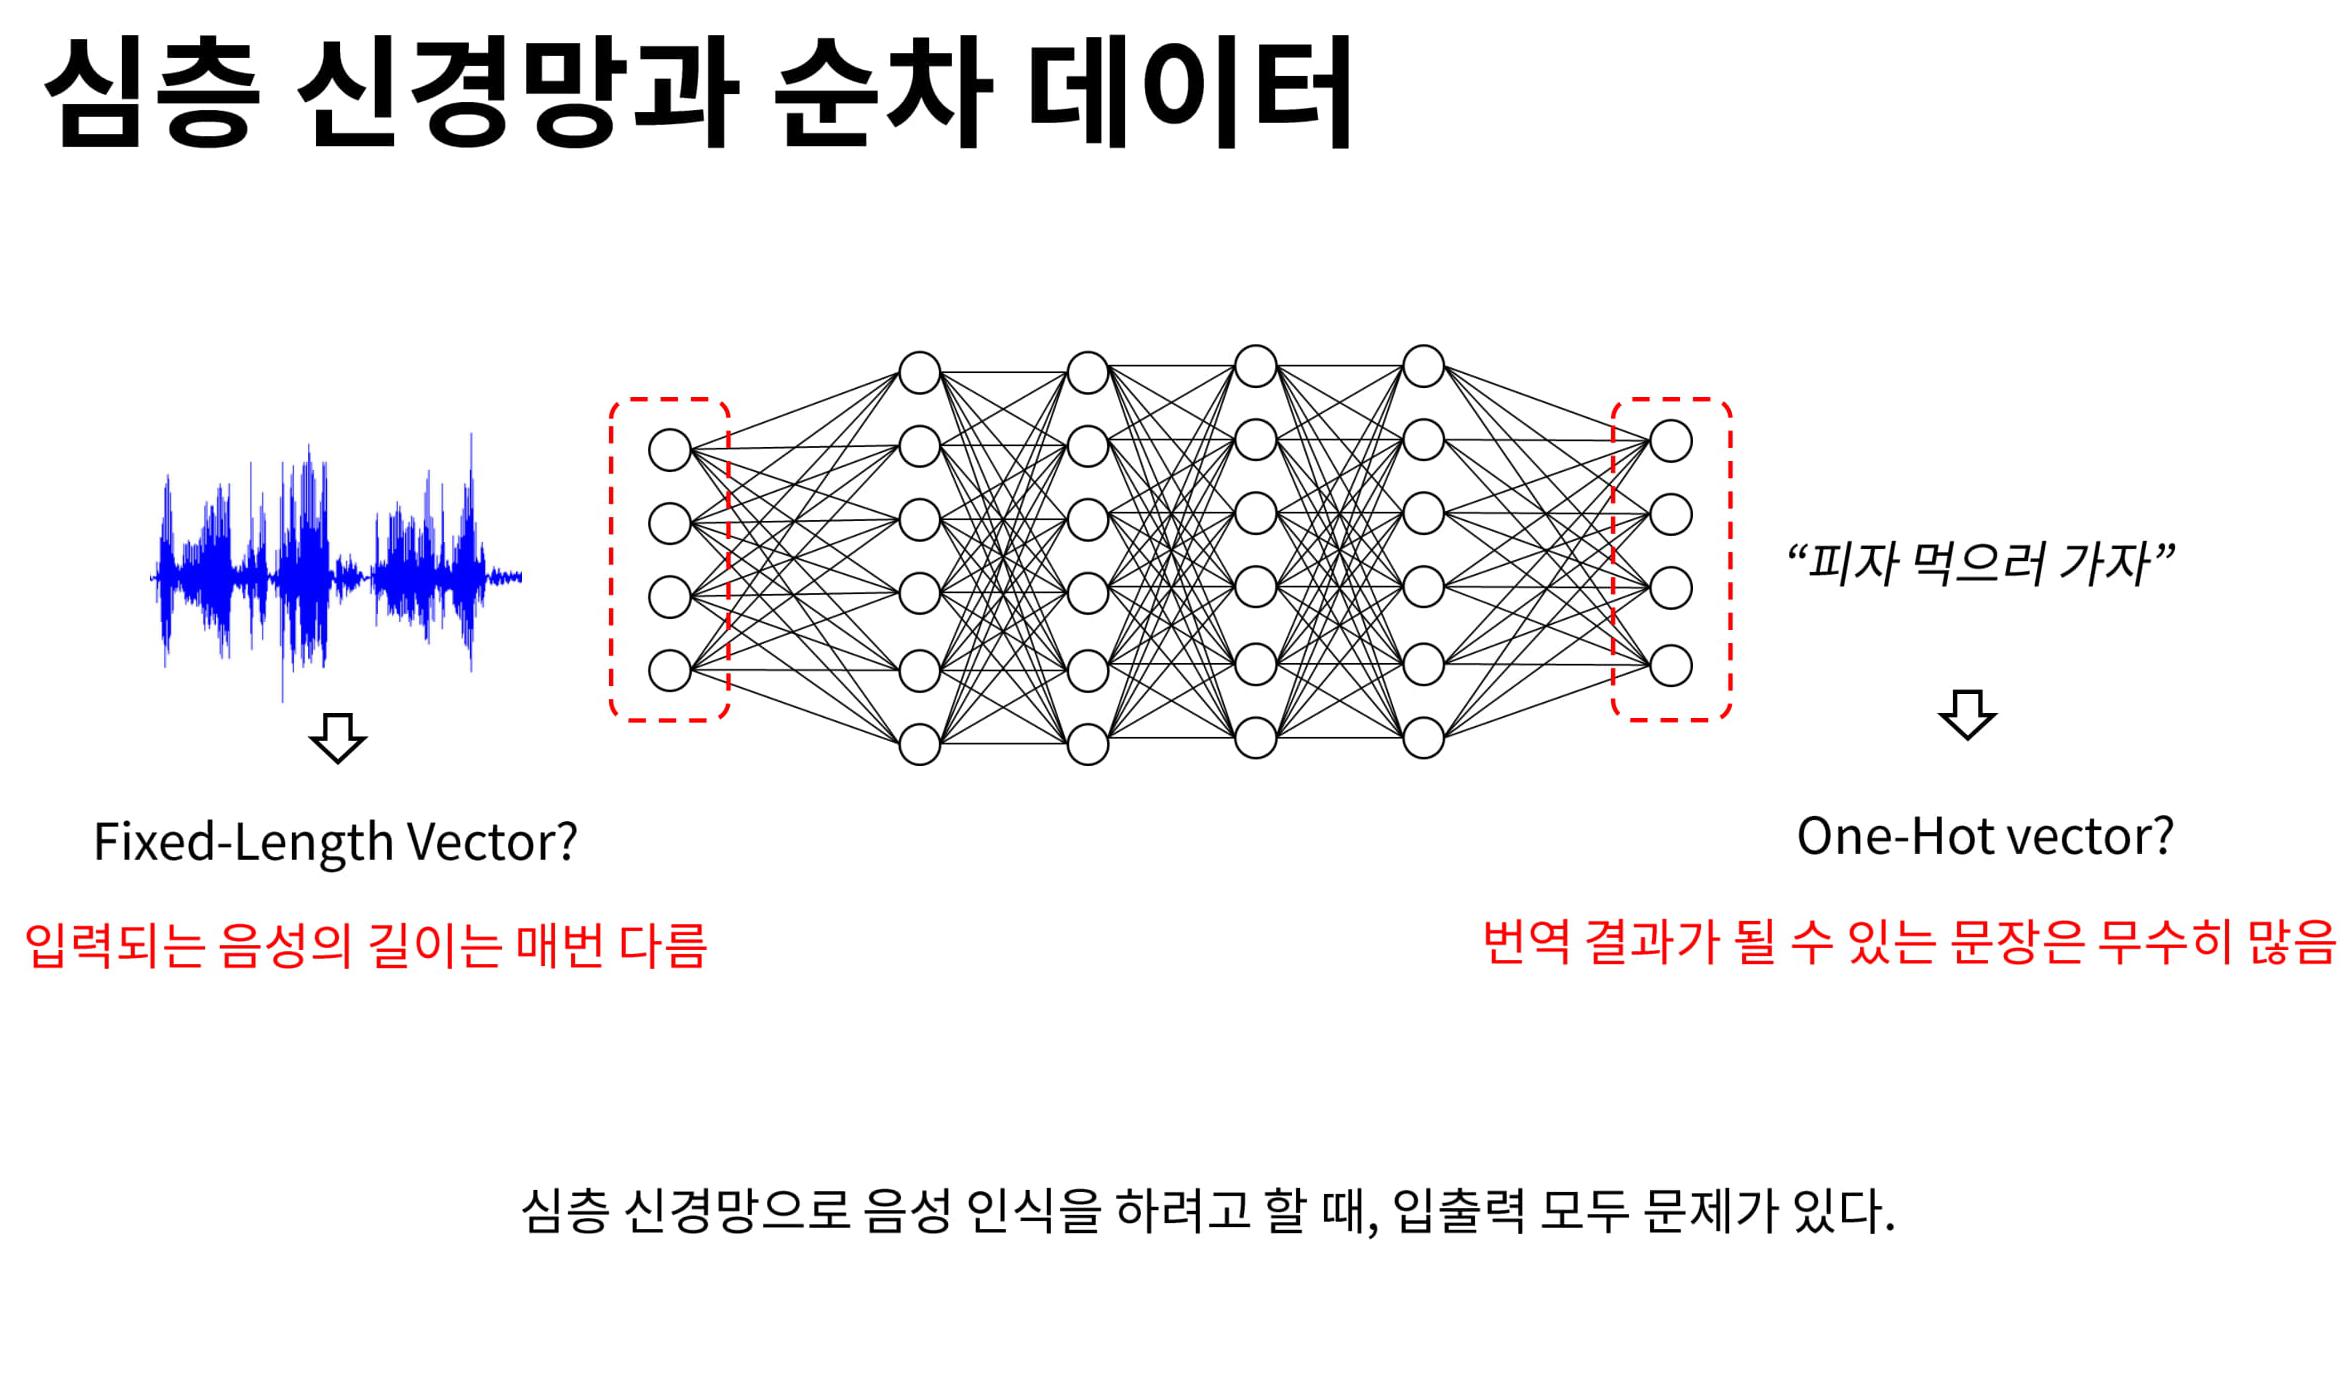 심층 신경망과 순차 데이터
“피자 먹으러 가자”
Fixed-Length Vector?
One-Hot vector?
입력되는 음성의 길이는 매번 다름
번역 결과가 될 수 있는 문장은 무수히 많음
심층 신경망으로 음성 인식을 하려고 할 때, 입출력 모두 문제가 있다.